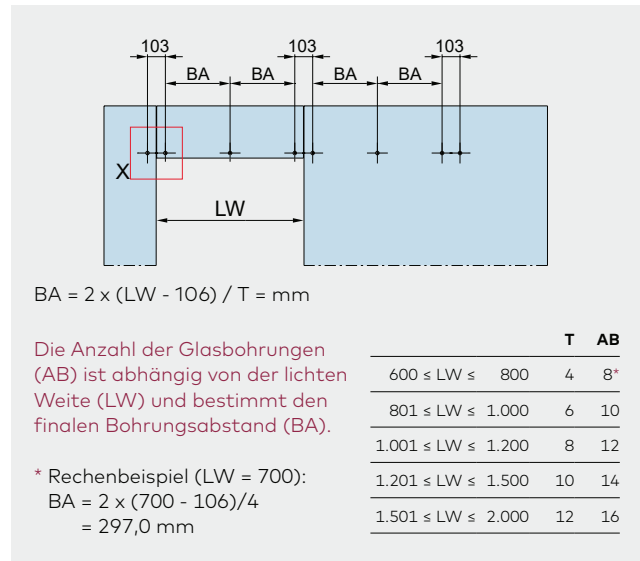 103 103 103
BA BA BA BA
X
LW
BA = 2 x (LW - 106) / T = mm
Die Anzahl der Glasbohrungen
(AB) ist abhängig von der lichten
Weite (LW) und bestimmt den
finalen Bohrungsabstand (BA).
* Rechenbeispiel (LW = 700):
BA = 2 x (700 - 106)/4
= 297,0 mm
T AB
600 ≤ LW ≤ 800 4 8*
801 ≤ LW ≤ 1.000 6 10
1.001 ≤ LW ≤ 1.200 8 12
1.201 ≤ LW ≤ 1.500 10 14
1.501 ≤ LW ≤ 2.000 12 16